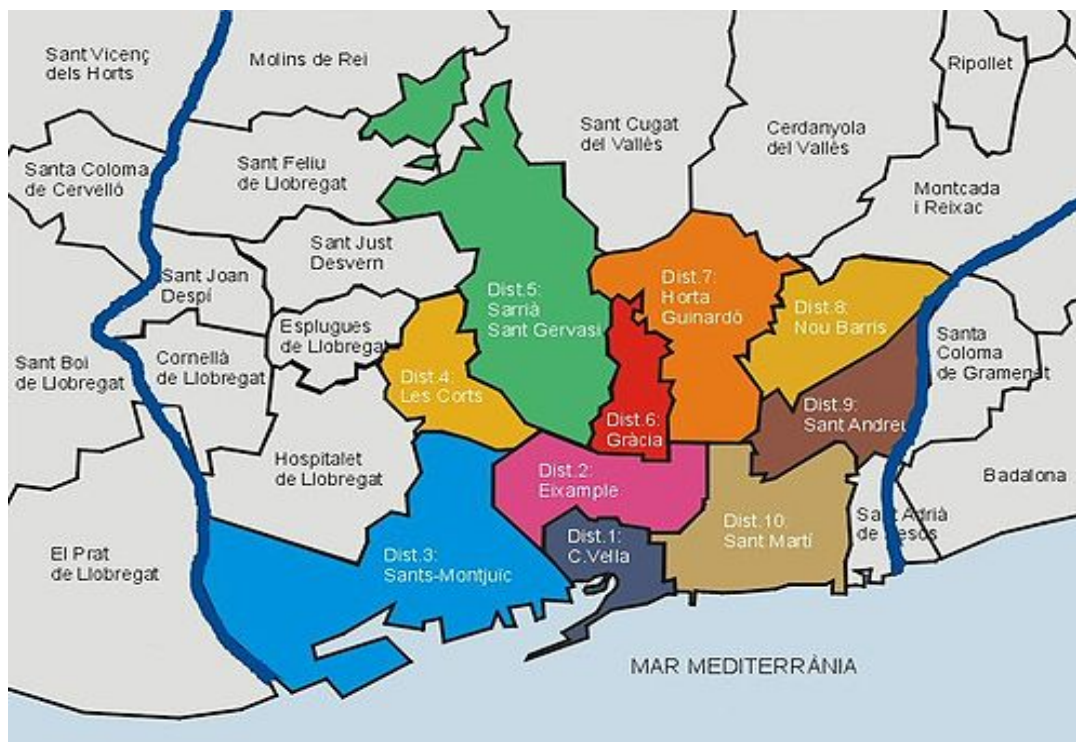 Sant Vicenç
dels Horts
Molins de Rei
Ripollet
Sant Cugat
del Vallès
Cerdanyola
del Vallès
Santa Coloma
de Cervelló
Sant Feliu
de Llobregat
Montcada
i Reixac
Sant Just
Desvern
Sant Joan
Despí
Dist.5:
Sarrià
Sant Gervasi
Dist.7:
Horta
Guinardó
Dist.8:
Nou Barris
Esplugues
de Llobregat
Santa
Coloma
de Gramenet
Sant Boi
de Llobregat
Cornellà
de Llobregat
Dist.4:
Les Corts
Dist.6:
Gràcia
Dist.9:
Sant Andreu
Hospitalet
de Llobregat
Dist.2:
Eixample
Badalona
Dist.10:
Sant Martí
Sant Adrià
de Besòs
El Prat
de Llobregat
Dist.3:
Sants-Montjuïc
Dist.1:
C.Vella
MAR MEDITERRÀNIA